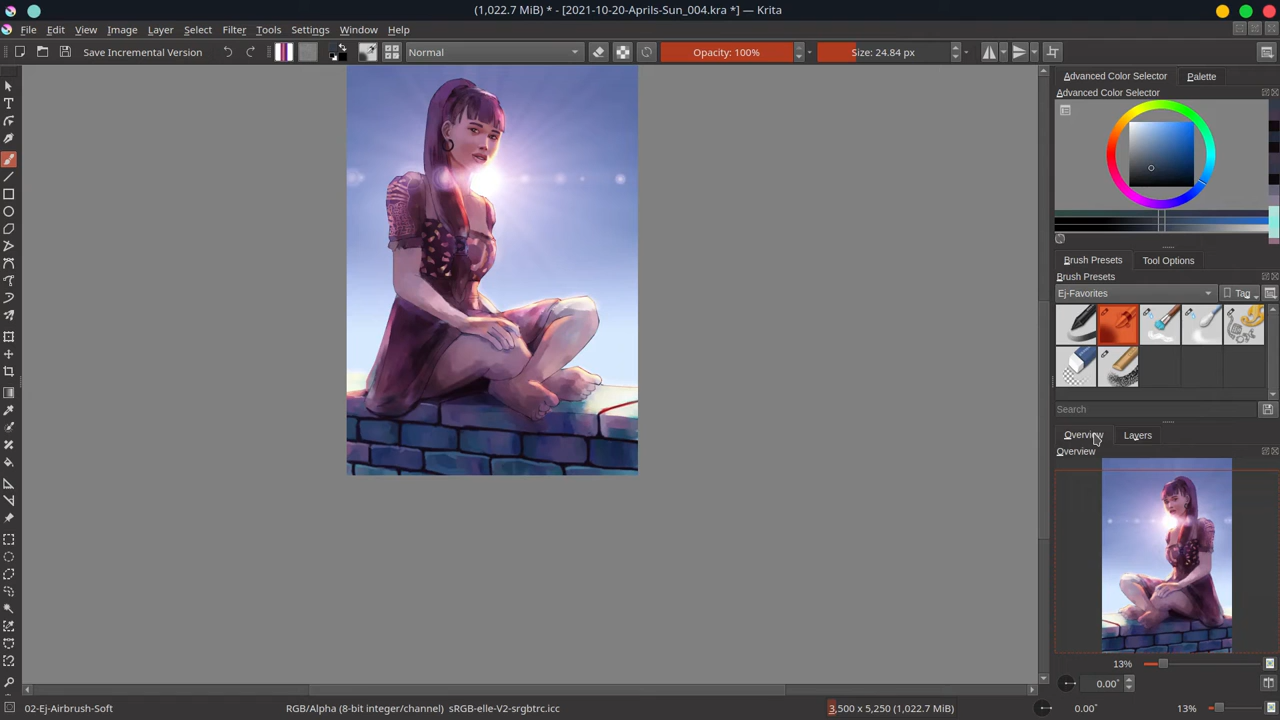 (1,022.7 MiB) * - [2021-10-20-Aprils-Sun_004.kra *] — Krita
File Edit View Image Layer Select Filter Tools Settings Window Help
Save Incremental Version Normal Opacity: 100% Size: 24.84 px
Advanced Color Selector Palette
Advanced Color Selector
Brush Presets Tool Options
Brush Presets
Ej-Favorites Tag
Search
Overview Layers
Overview
13%
0.00°
02-Ej-Airbrush-Soft RGB/Alpha (8-bit integer/channel) sRGB-elle-V2-srgbtrc.icc 3,500 x 5,250 (1,022.7 MiB) 0.00° 13%